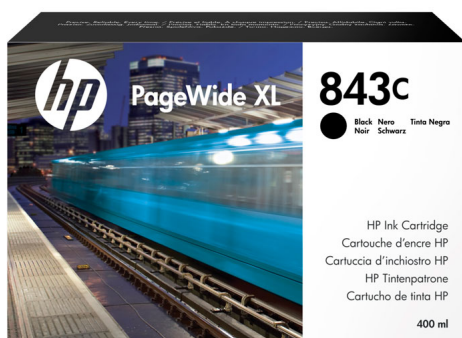 hp
PageWide XL
843C
Black Nero Tinta Negra
Noir Schwarz
HP Ink Cartridge
Cartouche d'encre HP
Cartuccia d'inchiostro HP
HP Tintenpatrone
Cartucho de tinta HP
400 ml